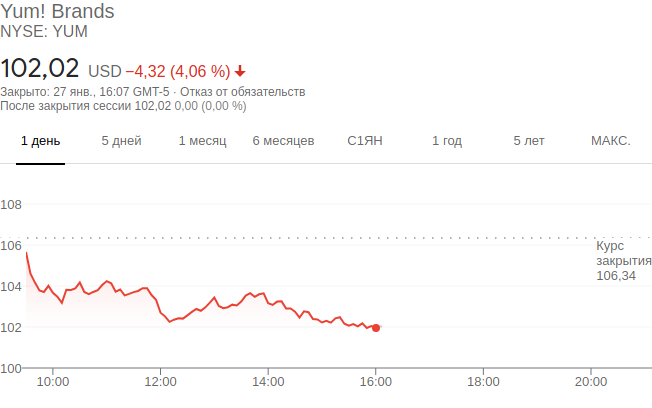 Yum! Brands
NYSE: YUM
102,02 USD −4,32 (4,06 %)
Закрыто: 27 янв., 16:07 GMT-5 · Отказ от обязательств
После закрытия сессии 102,02 0,00 (0,00 %)
1 день 5 дней 1 месяц 6 месяцев С1ЯН 1 год 5 лет МАКС.
108
106
Курс
закрытия
106,34
104
102
100
10:00 12:00 14:00 16:00 18:00 20:00